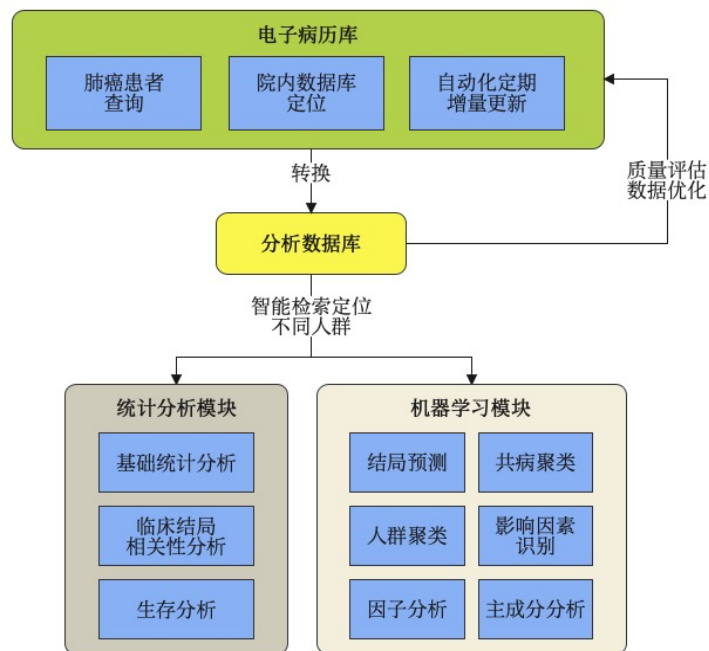 电子病历库
肺癌患者
查询
院内数据库
定位
自动化定期
增量更新
转换
质量评估
数据优化
分析数据库
智能检索定位
不同人群
统计分析模块
基础统计分析
临床结局
相关性分析
生存分析
机器学习模块
结局预测
共病聚类
人群聚类
影响因素
识别
因子分析
主成分分析